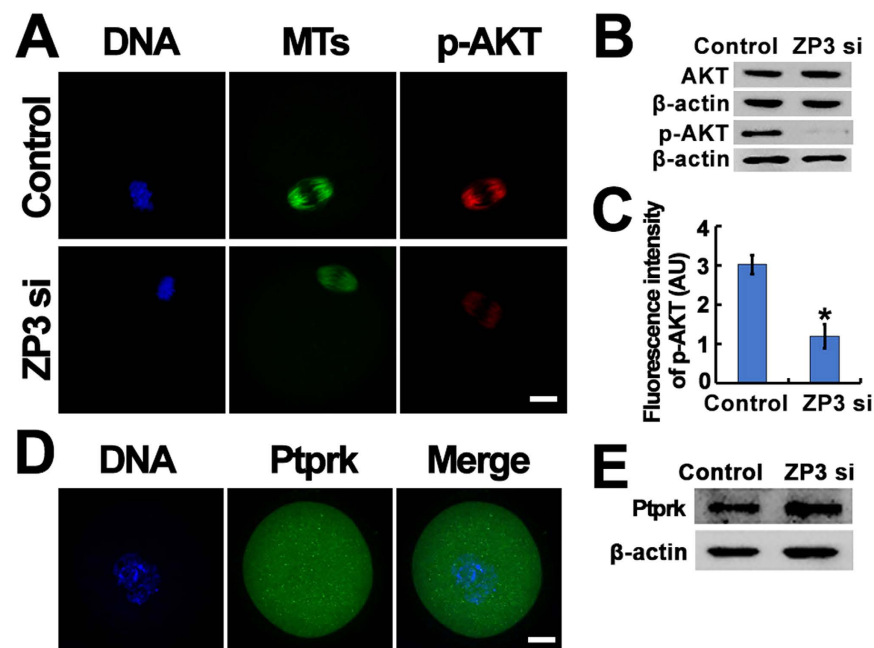 A
DNA MTs p-AKT
Control
ZP3 si
B
Control ZP3 si
AKT
β-actin
p-AKT
β-actin
C
Fluorescence intensity
of p-AKT (AU)
4
3
2
1
0
*
Control ZP3 si
D
DNA Ptprk Merge
E
Control ZP3 si
Ptprk
β-actin